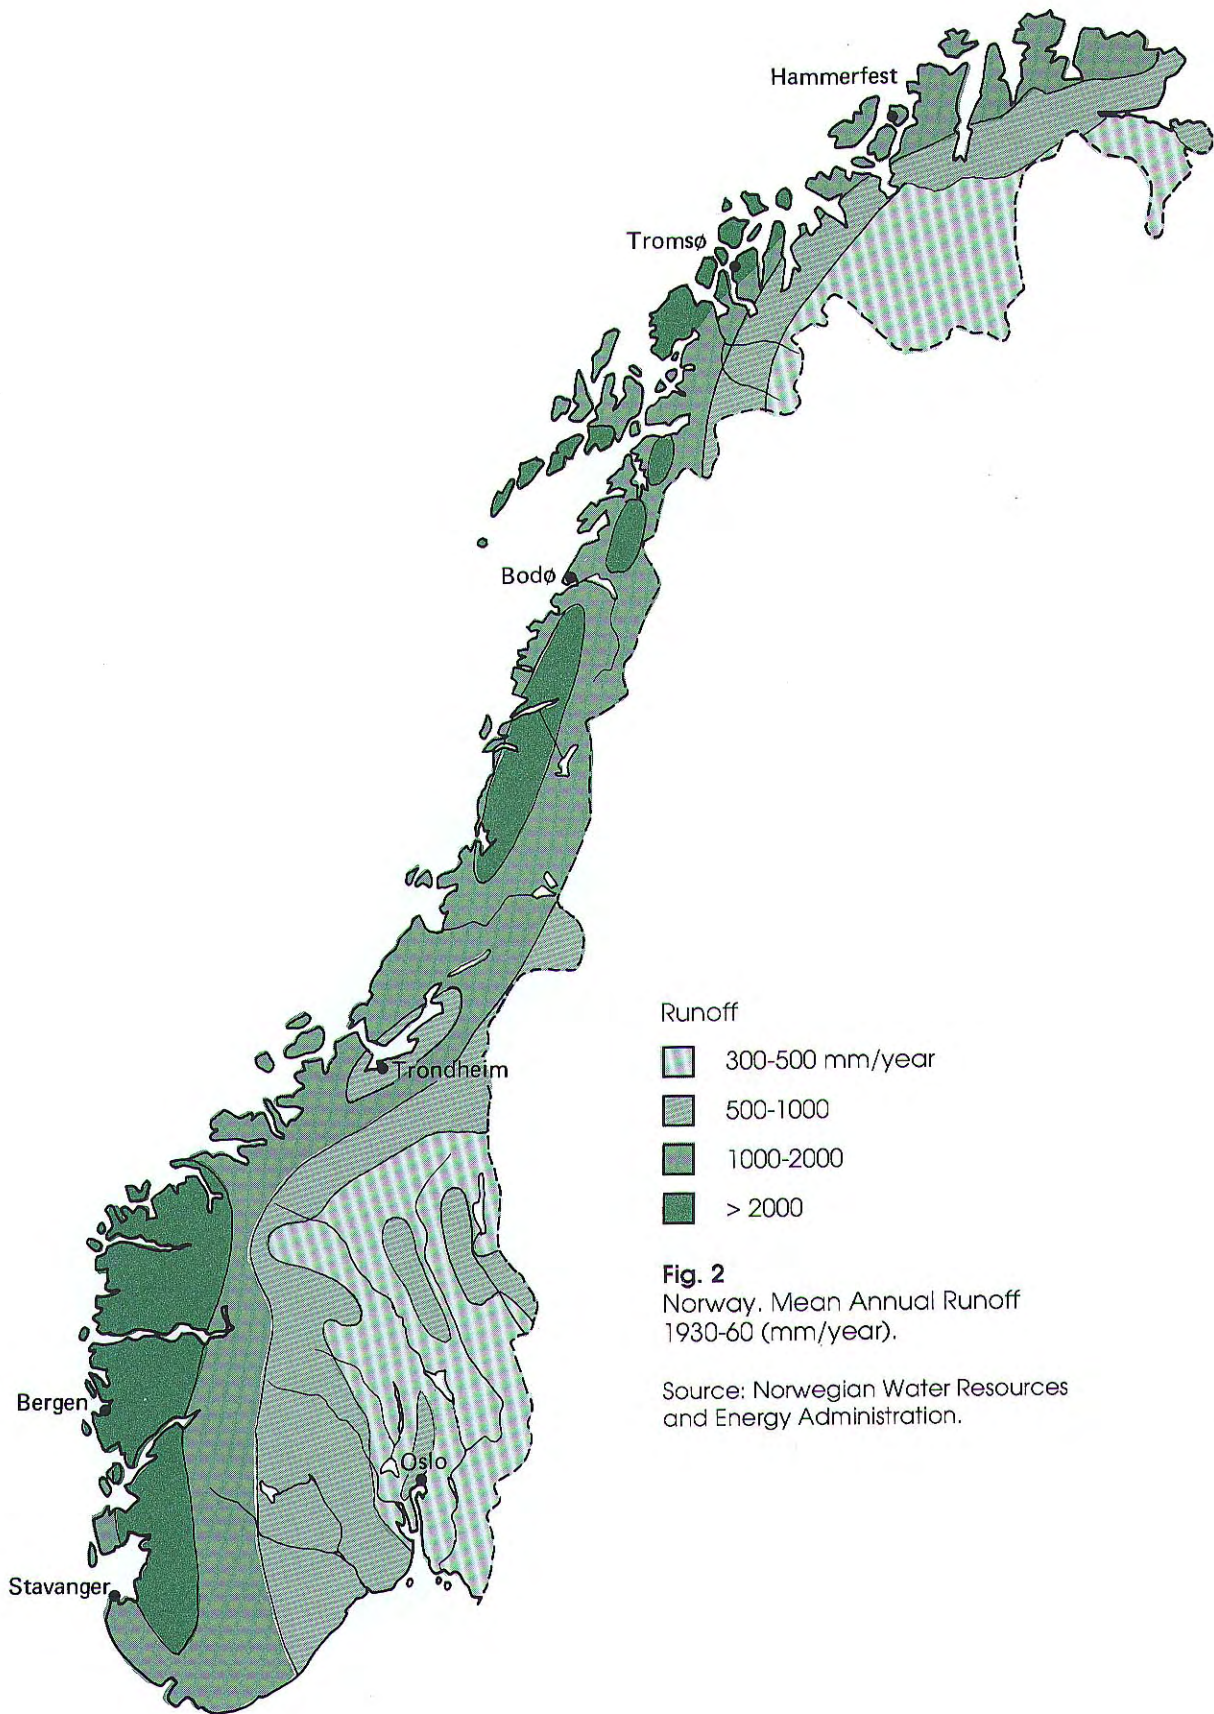 Hammerfest
Tromsø
Bodø
Trondheim
Bergen
Oslo
Stavanger
Runoff
300-500 mm/year
500-1000
1000-2000
> 2000
Fig. 2
Norway. Mean Annual Runoff
1930-60 (mm/year).
Source: Norwegian Water Resources
and Energy Administration.